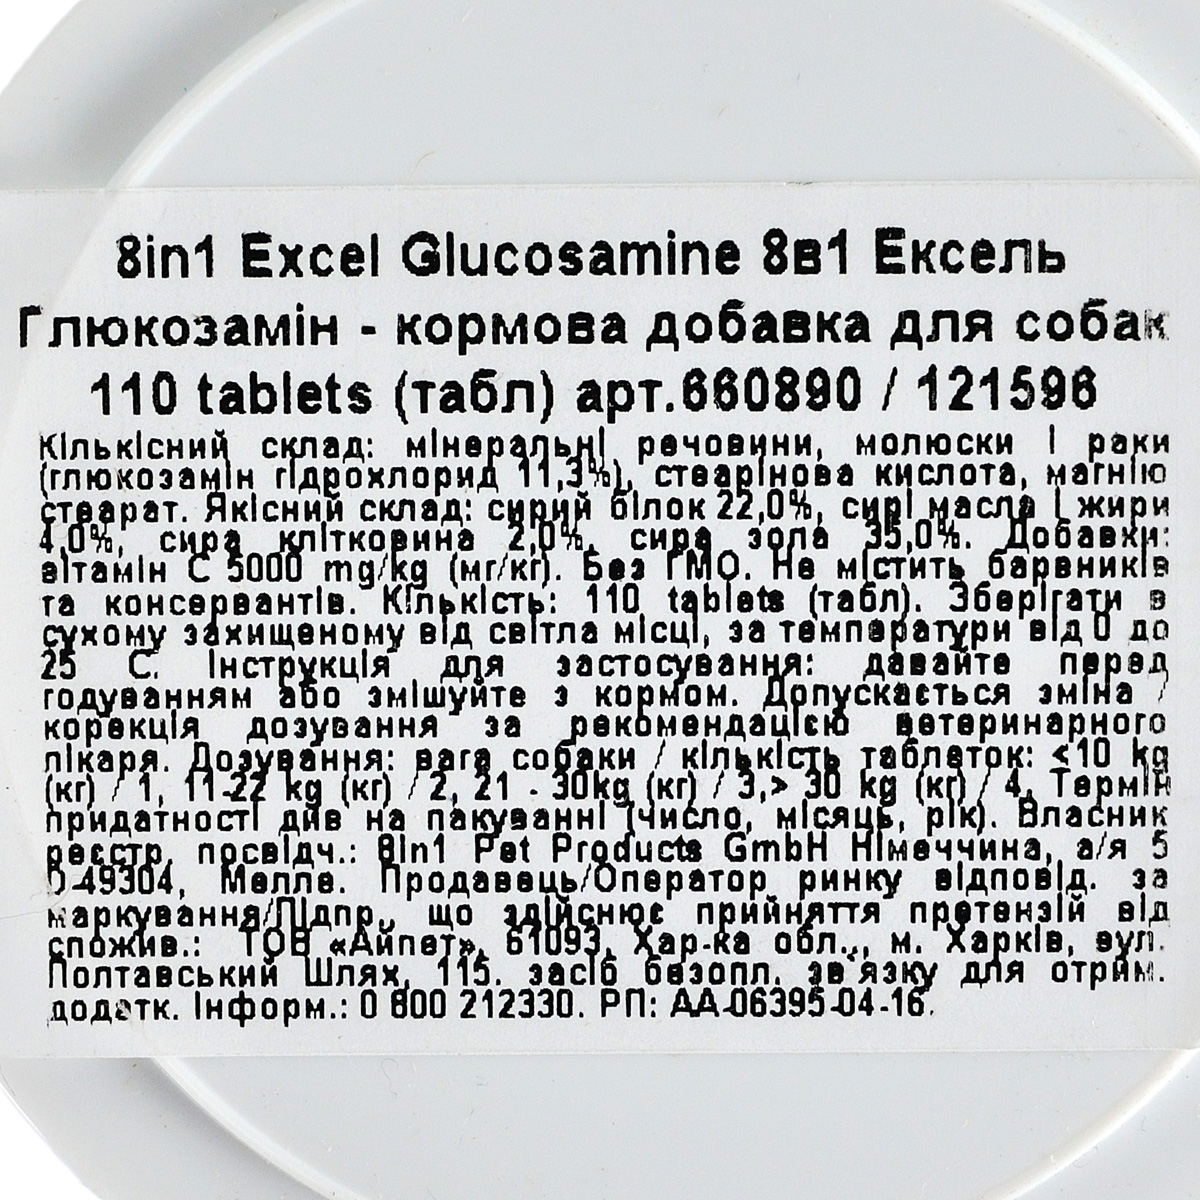 8in1 Excel Glucosamine 8в1 Ексель
Глюкозамін - кормова добавка для собак
110 tablets (табл) арт.660890 / 121596
Кількісний склад: мінеральні речовини, молюски і раки
(глюкозамін гідрохлорид 11,3%), стеарінова кислота, магнію
стеарат. Якісний склад: сирий білок 22,0%, сирі масла і жири
4,0%, сира клітковина 2,0%, сира зола 35,0%. Добавки:
вітамін С 5000 mg/kg (мг/кг). Без ГМО. Не містить барвників
та консервантів. Кількість: 110 tablets (табл). Зберігати в
сухому захищеному від світла місці, за температури від 0 до
25 С. Інструкція для застосування: давайте перед
годуванням або змішуйте з кормом. Допускається зміна /
корекція дозування за рекомендацією ветеринарного
лікаря. Дозування: вага собаки / кількість таблеток: <10 kg
(кг) / 1, 11-22 kg (кг) / 2, 21 - 30kg (кг) / 3,> 30 kg (кг) / 4. Термін
придатності див на пакуванні (число, місяць, рік). Власник
реєстр. посвідч.: 8in1 Pet Products GmbH Німеччина, а/я 5
D-49304, Мелле. Продавець/Оператор ринку відповід. за
маркування/Підпр., що здійснює прийняття претензій від
спожив.: ТОВ «Айпет», 61093, Хар-ка обл.., м. Харків, вул.
Полтавський Шлях, 115. засіб безопл. зв'язку для отрим.
додатк. Інформ.: 0 800 212330. РП: АА-06395-04-16.